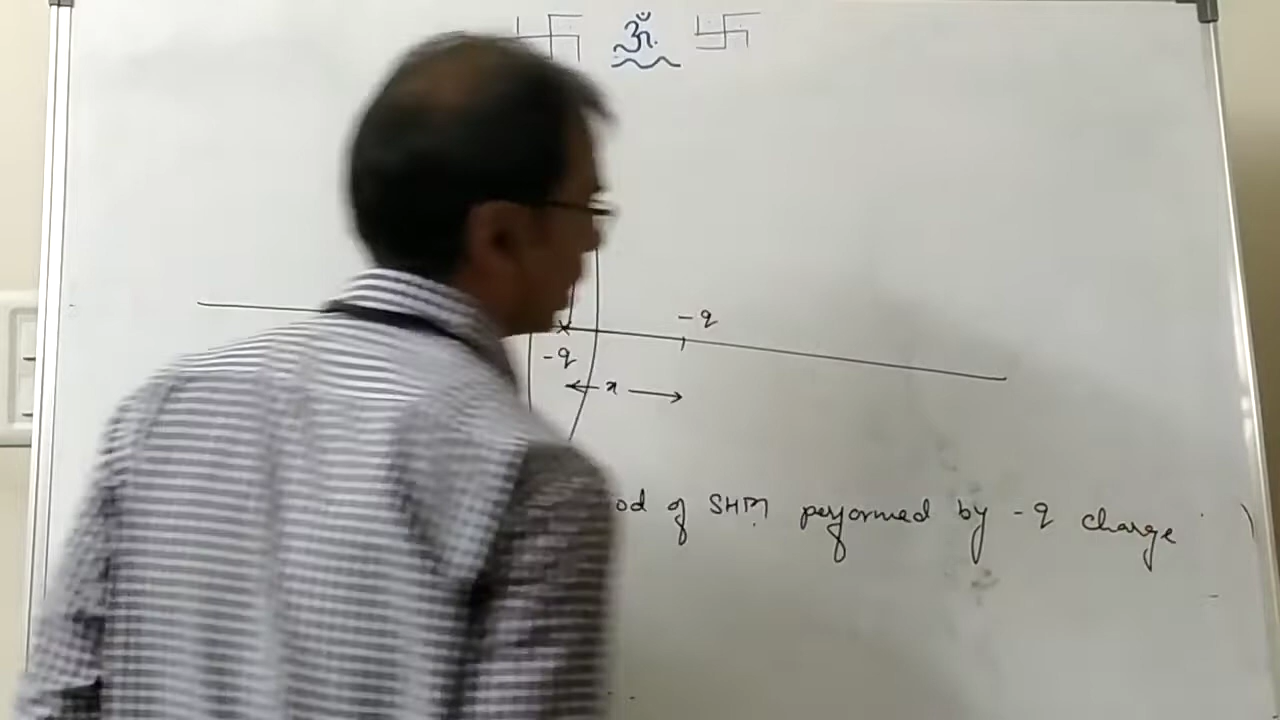 卐 ॐ 卐
-q
-q
x
od of SHM performed by -q charge )